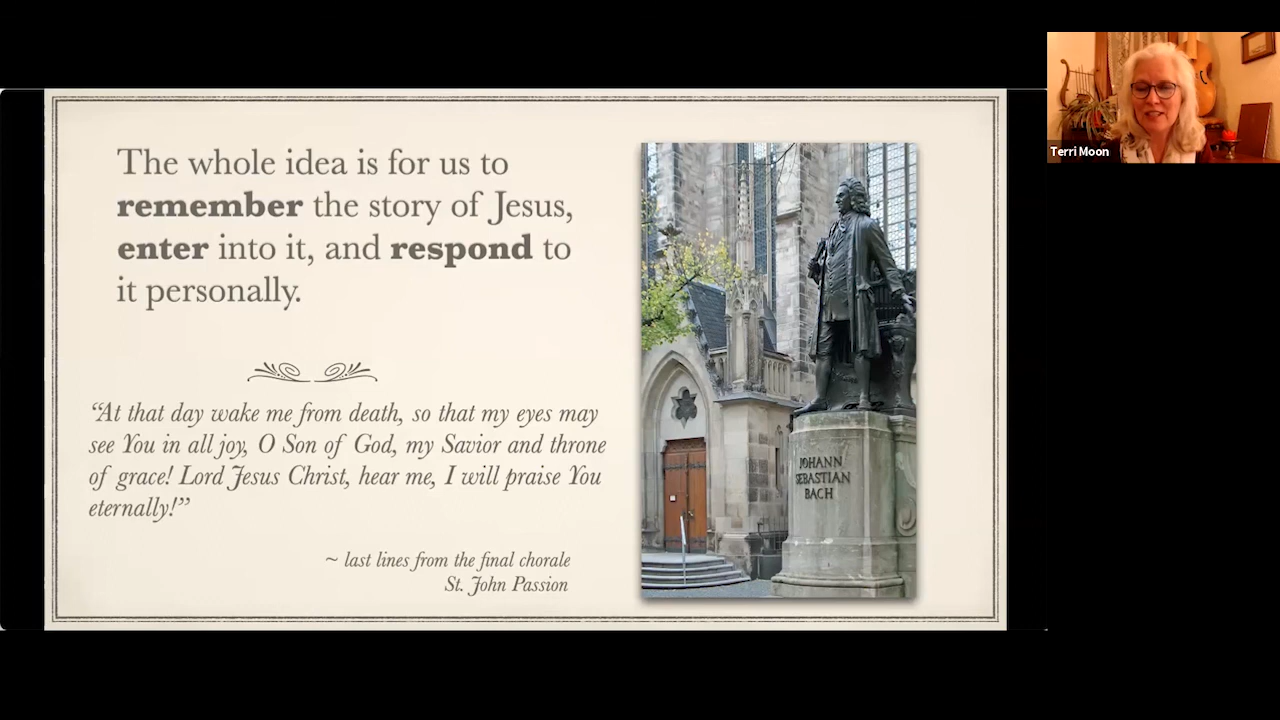 The whole idea is for us to
remember the story of Jesus,
enter into it, and respond to
it personally.
“At that day wake me from death, so that my eyes may
see You in all joy, O Son of God, my Savior and throne
of grace! Lord Jesus Christ, hear me, I will praise You
eternally!”
~ last lines from the final chorale
St. John Passion
JOHANN
SEBASTIAN
BACH
Terri Moon